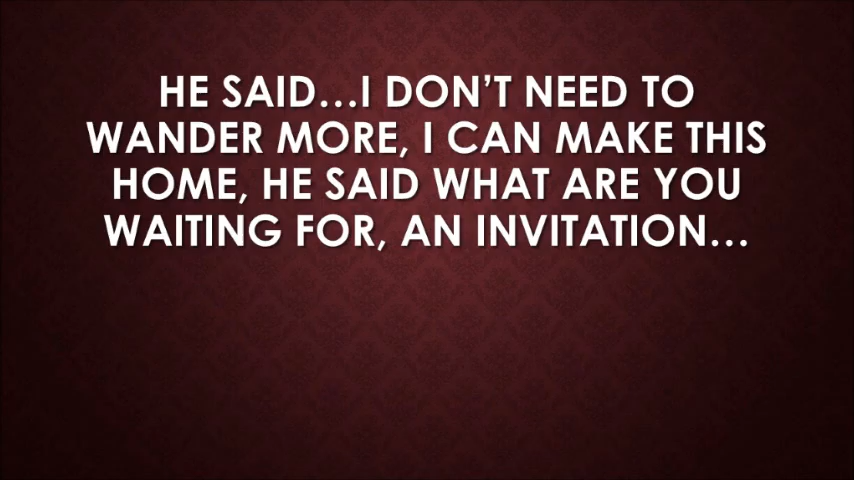 HE SAID…I DON’T NEED TO
WANDER MORE, I CAN MAKE THIS
HOME, HE SAID WHAT ARE YOU
WAITING FOR, AN INVITATION…